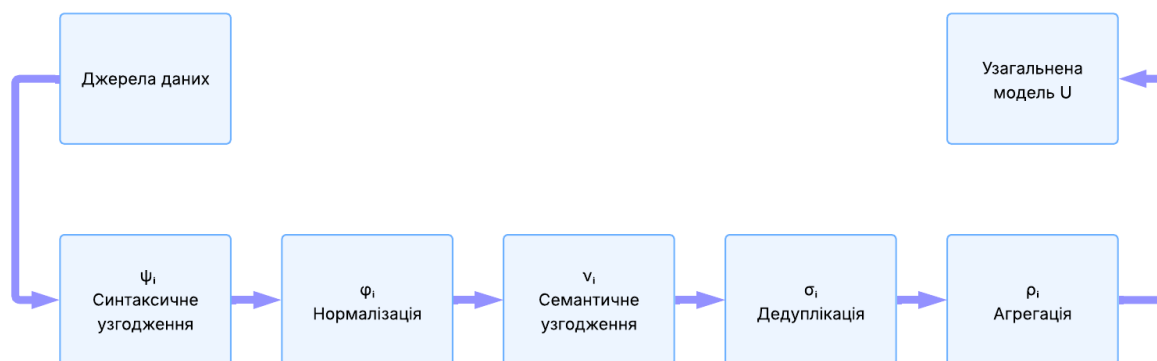 Джерела даних
Узагальнена
модель U
ψᵢ
Синтаксичне
узгодження
φᵢ
Нормалізація
νᵢ
Семантичне
узгодження
σᵢ
Дедуплікація
ρᵢ
Агрегація